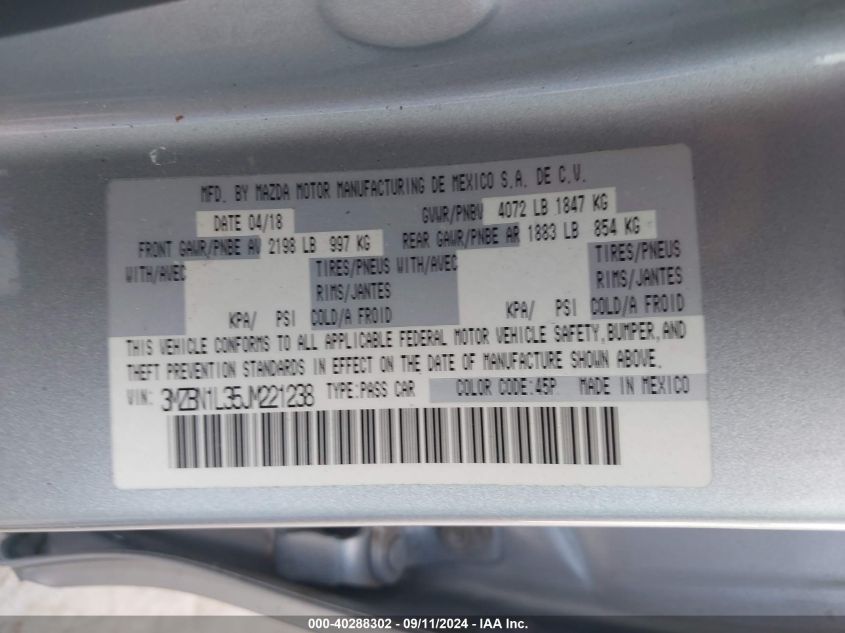 MFD. BY MAZDA MOTOR MANUFACTURING DE MEXICO S.A. DE C.V.
DATE 04/18 GVWR/PNBV 4072 LB 1847 KG
FRONT GAWR/PNBE AV 2198 LB 997 KG REAR GAWR/PNBE AR 1883 LB 854 KG
WITH/AVEC TIRES/PNEUS WITH/AVEC TIRES/PNEUS
RIMS/JANTES RIMS/JANTES
KPA/ PSI COLD/A FROID KPA/ PSI COLD/A FROID
THIS VEHICLE CONFORMS TO ALL APPLICABLE FEDERAL MOTOR VEHICLE SAFETY, BUMPER, AND
THEFT PREVENTION STANDARDS IN EFFECT ON THE DATE OF MANUFACTURE SHOWN ABOVE.
VIN: 3MZBN1L35JM221238 TYPE:PASS CAR COLOR CODE:45P MADE IN MEXICO
000-40288302 - 09/11/2024 - Copyright © IAA, Inc.